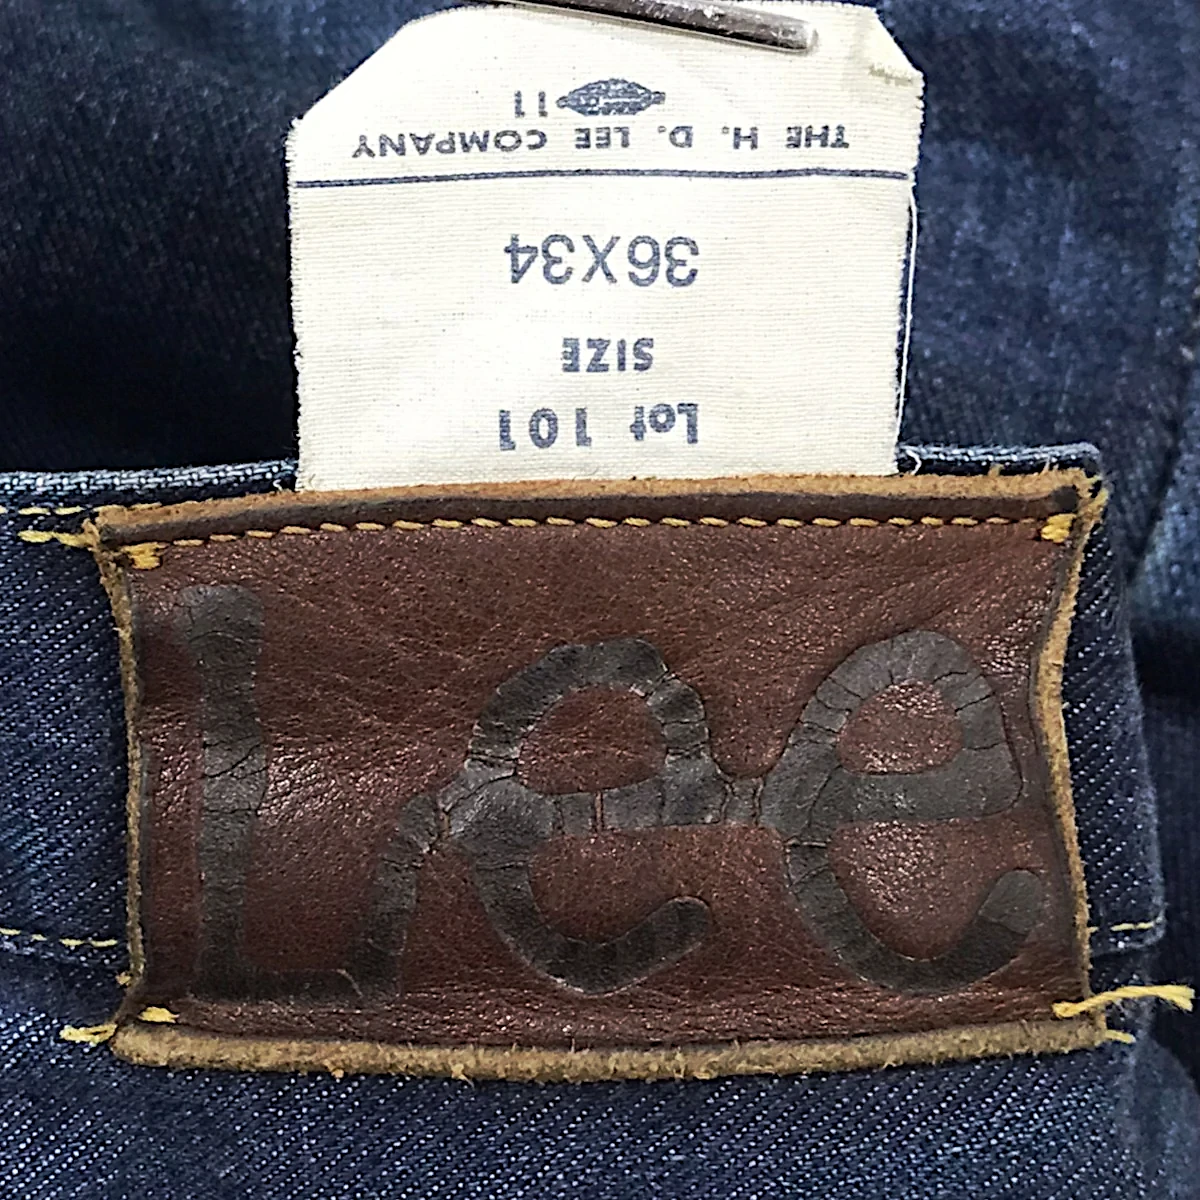 Lot 101
SIZE
36X34
THE H. D. LEE COMPANY
11
Lee